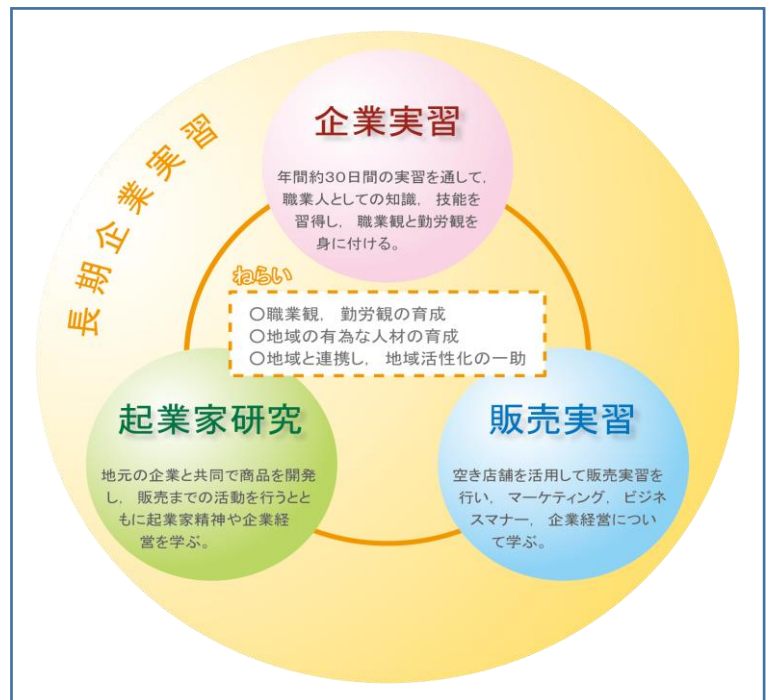 長期企業実習
企業実習
年間約30日間の実習を通して,
職業人としての知識, 技能を
習得し, 職業観と勤労観を
身に付ける。
ねらい
○職業観, 勤労観の育成
○地域の有為な人材の育成
○地域と連携し, 地域活性化の一助
起業家研究
地元の企業と共同で商品を開発
し, 販売までの活動を行うとと
もに起業家精神や企業経
営を学ぶ。
販売実習
空き店舗を活用して販売実習を
行い, マーケティング, ビジネ
スマナー, 企業経営につい
て学ぶ。